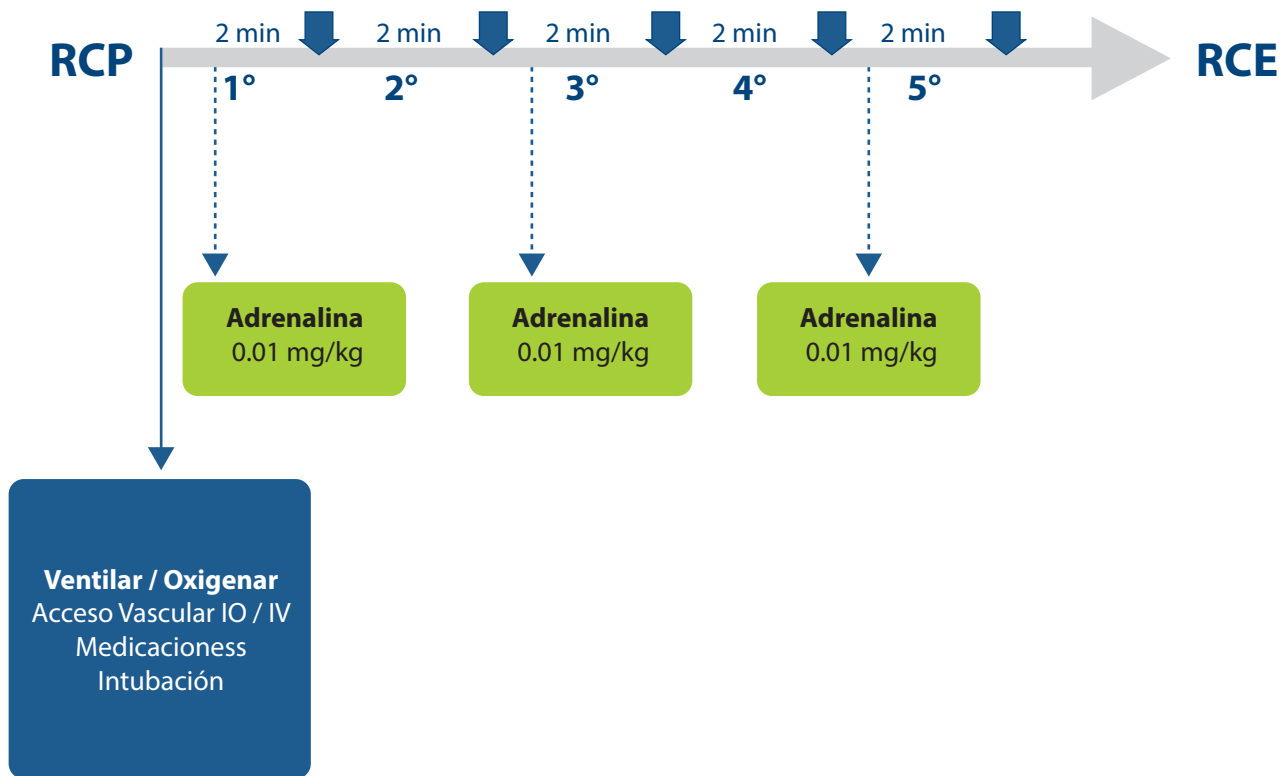 2 min
2 min
2 min
2 min
2 min
RCP
RCE
1°
2°
3°
4°
5°
Adrenalina
0.01 mg/kg
Adrenalina
0.01 mg/kg
Adrenalina
0.01 mg/kg
Ventilar / Oxigenar
Acceso Vascular IO / IV
Medicacioness
Intubación